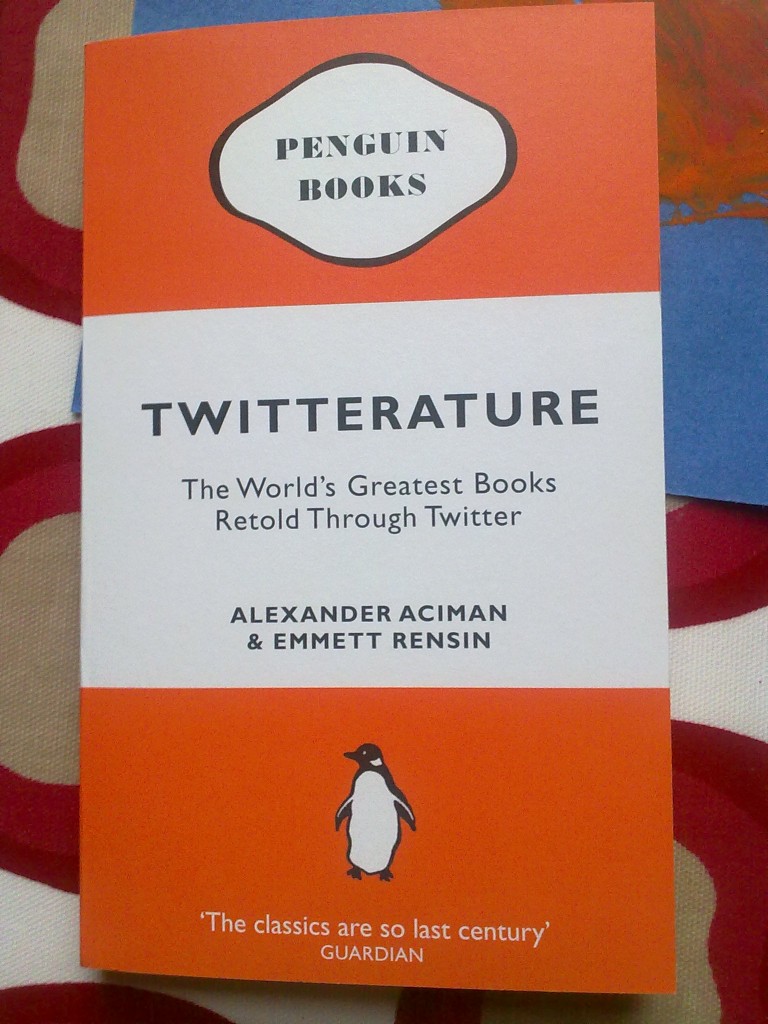 PENGUIN
BOOKS
TWITTERATURE
The World's Greatest Books
Retold Through Twitter
ALEXANDER ACIMAN
& EMMETT RENSIN
'The classics are so last century'
GUARDIAN